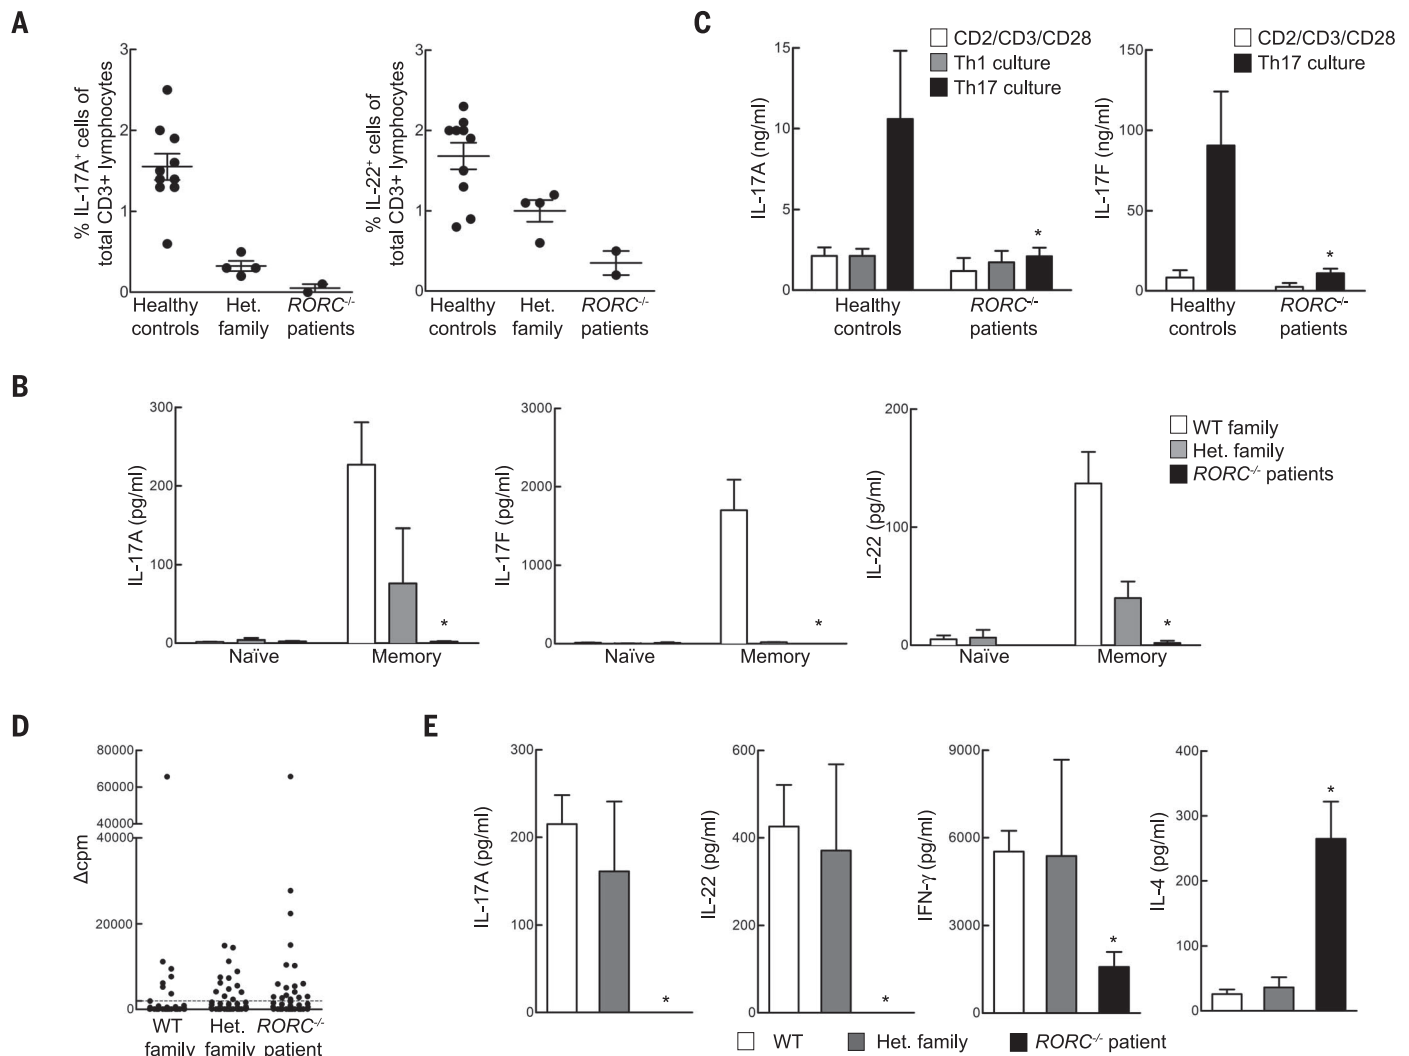 A
% IL-17A+ cells of
total CD3+ lymphocytes
3
2
1
0
Healthy
controls
Het.
family
RORC-/-
patients
% IL-22+ cells of
total CD3+ lymphocytes
3
2
1
0
Healthy
controls
Het.
family
RORC-/-
patients
C
IL-17A (ng/ml)
15
10
5
0
CD2/CD3/CD28
Th1 culture
Th17 culture
*
Healthy
controls
RORC-/-
patients
IL-17F (ng/ml)
150
100
50
0
CD2/CD3/CD28
Th17 culture
*
Healthy
controls
RORC-/-
patients
B
IL-17A (pg/ml)
300
200
100
0
*
Naïve
Memory
IL-17F (pg/ml)
3000
2000
1000
0
*
Naïve
Memory
IL-22 (pg/ml)
200
100
0
*
Naïve
Memory
WT family
Het. family
RORC-/- patients
D
Δcpm
80000
60000
40000
40000
20000
0
WT
family
Het.
family
RORC-/-
patient
E
IL-17A (pg/ml)
300
200
100
0
*
IL-22 (pg/ml)
600
400
200
0
*
IFN-γ (pg/ml)
9000
6000
3000
0
*
IL-4 (pg/ml)
400
300
200
100
0
*
WT
Het. family
RORC-/- patient